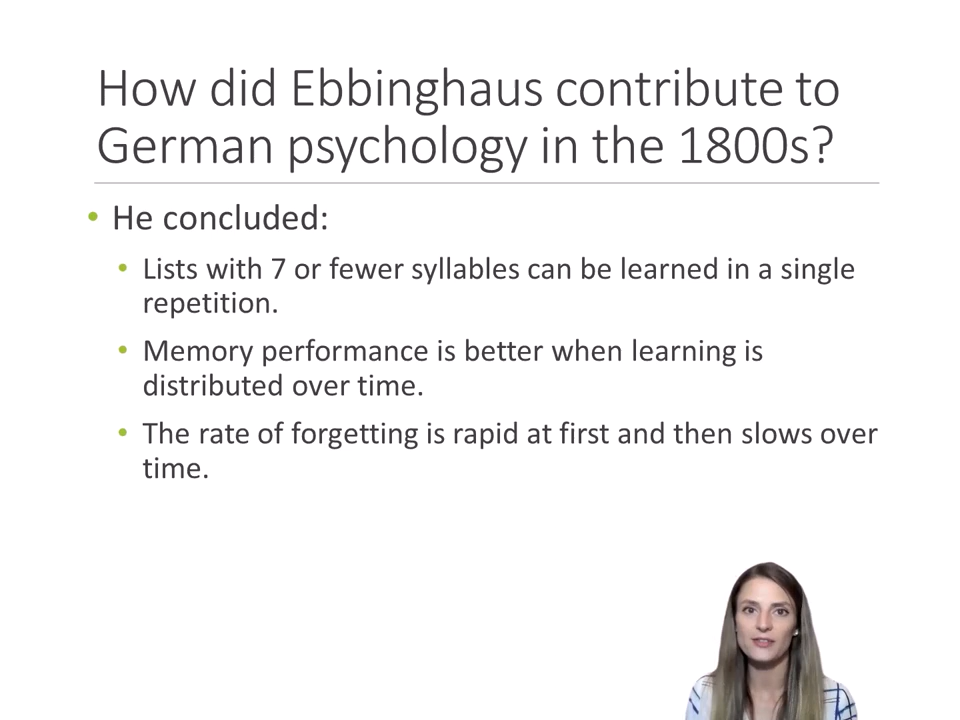 How did Ebbinghaus contribute to
German psychology in the 1800s?
• He concluded:
• Lists with 7 or fewer syllables can be learned in a single
repetition.
• Memory performance is better when learning is
distributed over time.
• The rate of forgetting is rapid at first and then slows over
time.